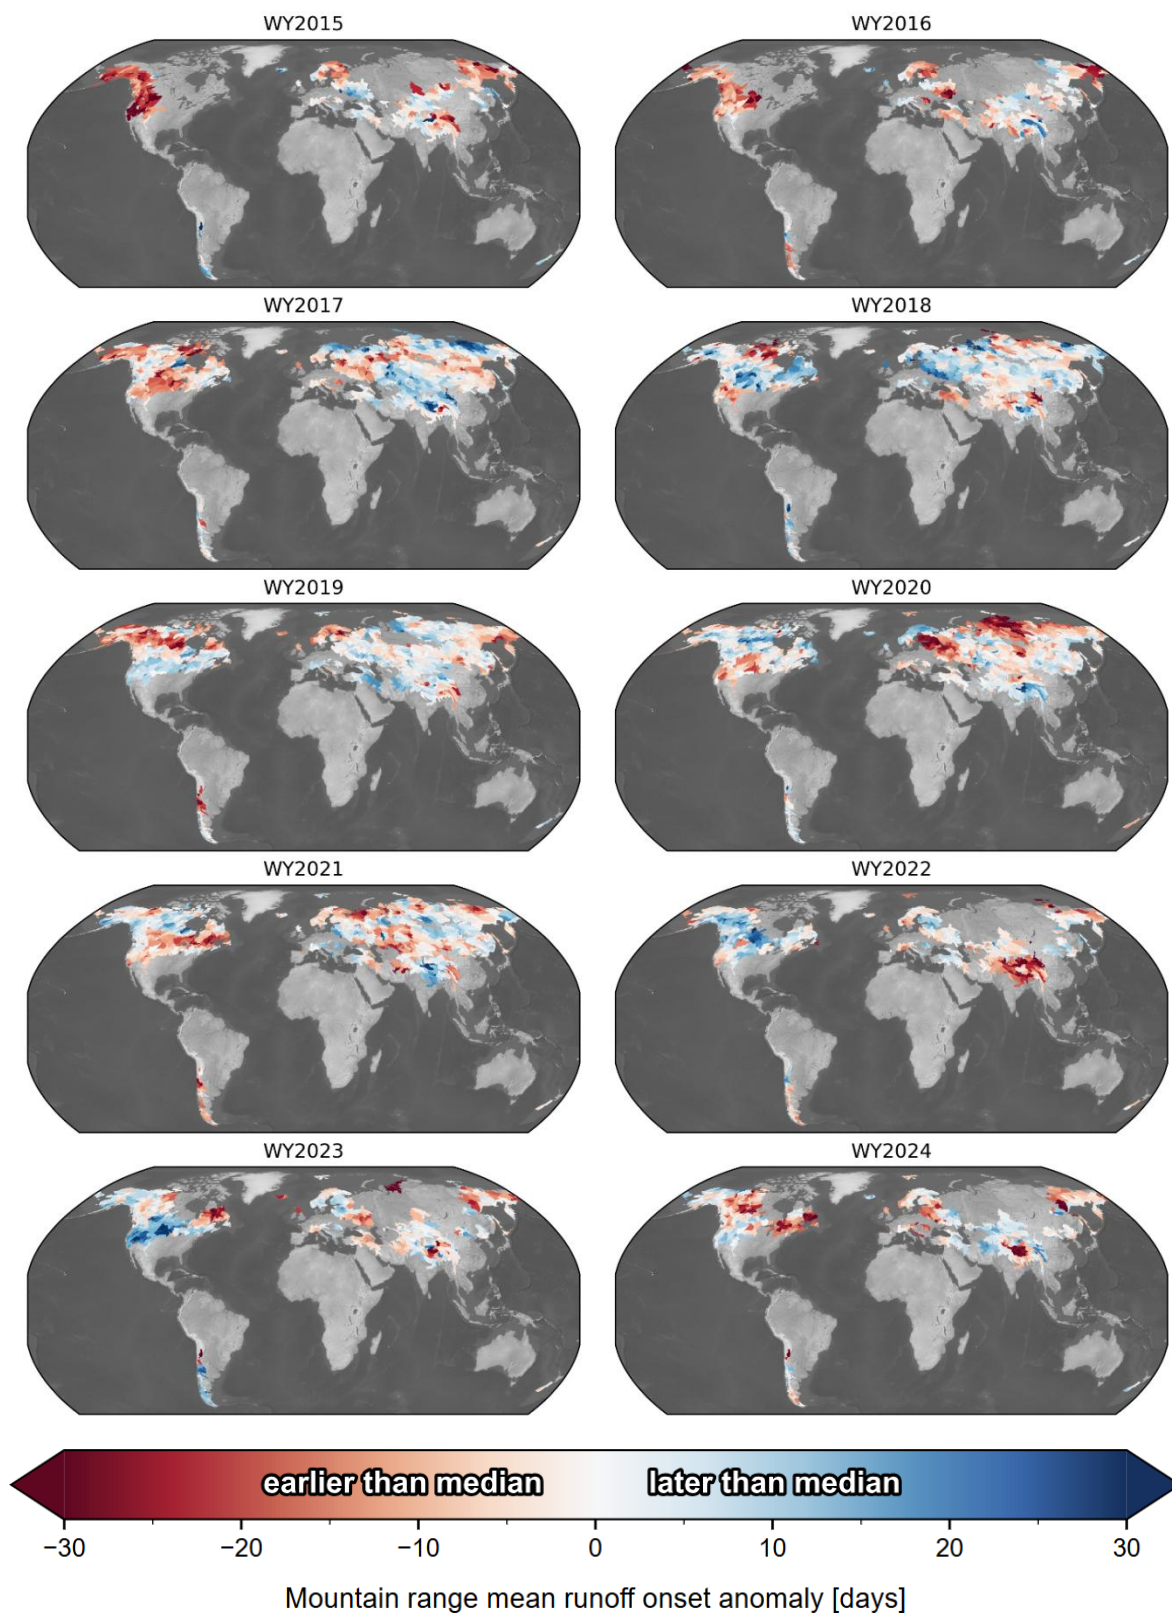 WY2015
WY2016
WY2017
WY2018
WY2019
WY2020
WY2021
WY2022
WY2023
WY2024
earlier than median later than median
−30 −20 −10 0 10 20 30
Mountain range mean runoff onset anomaly [days]